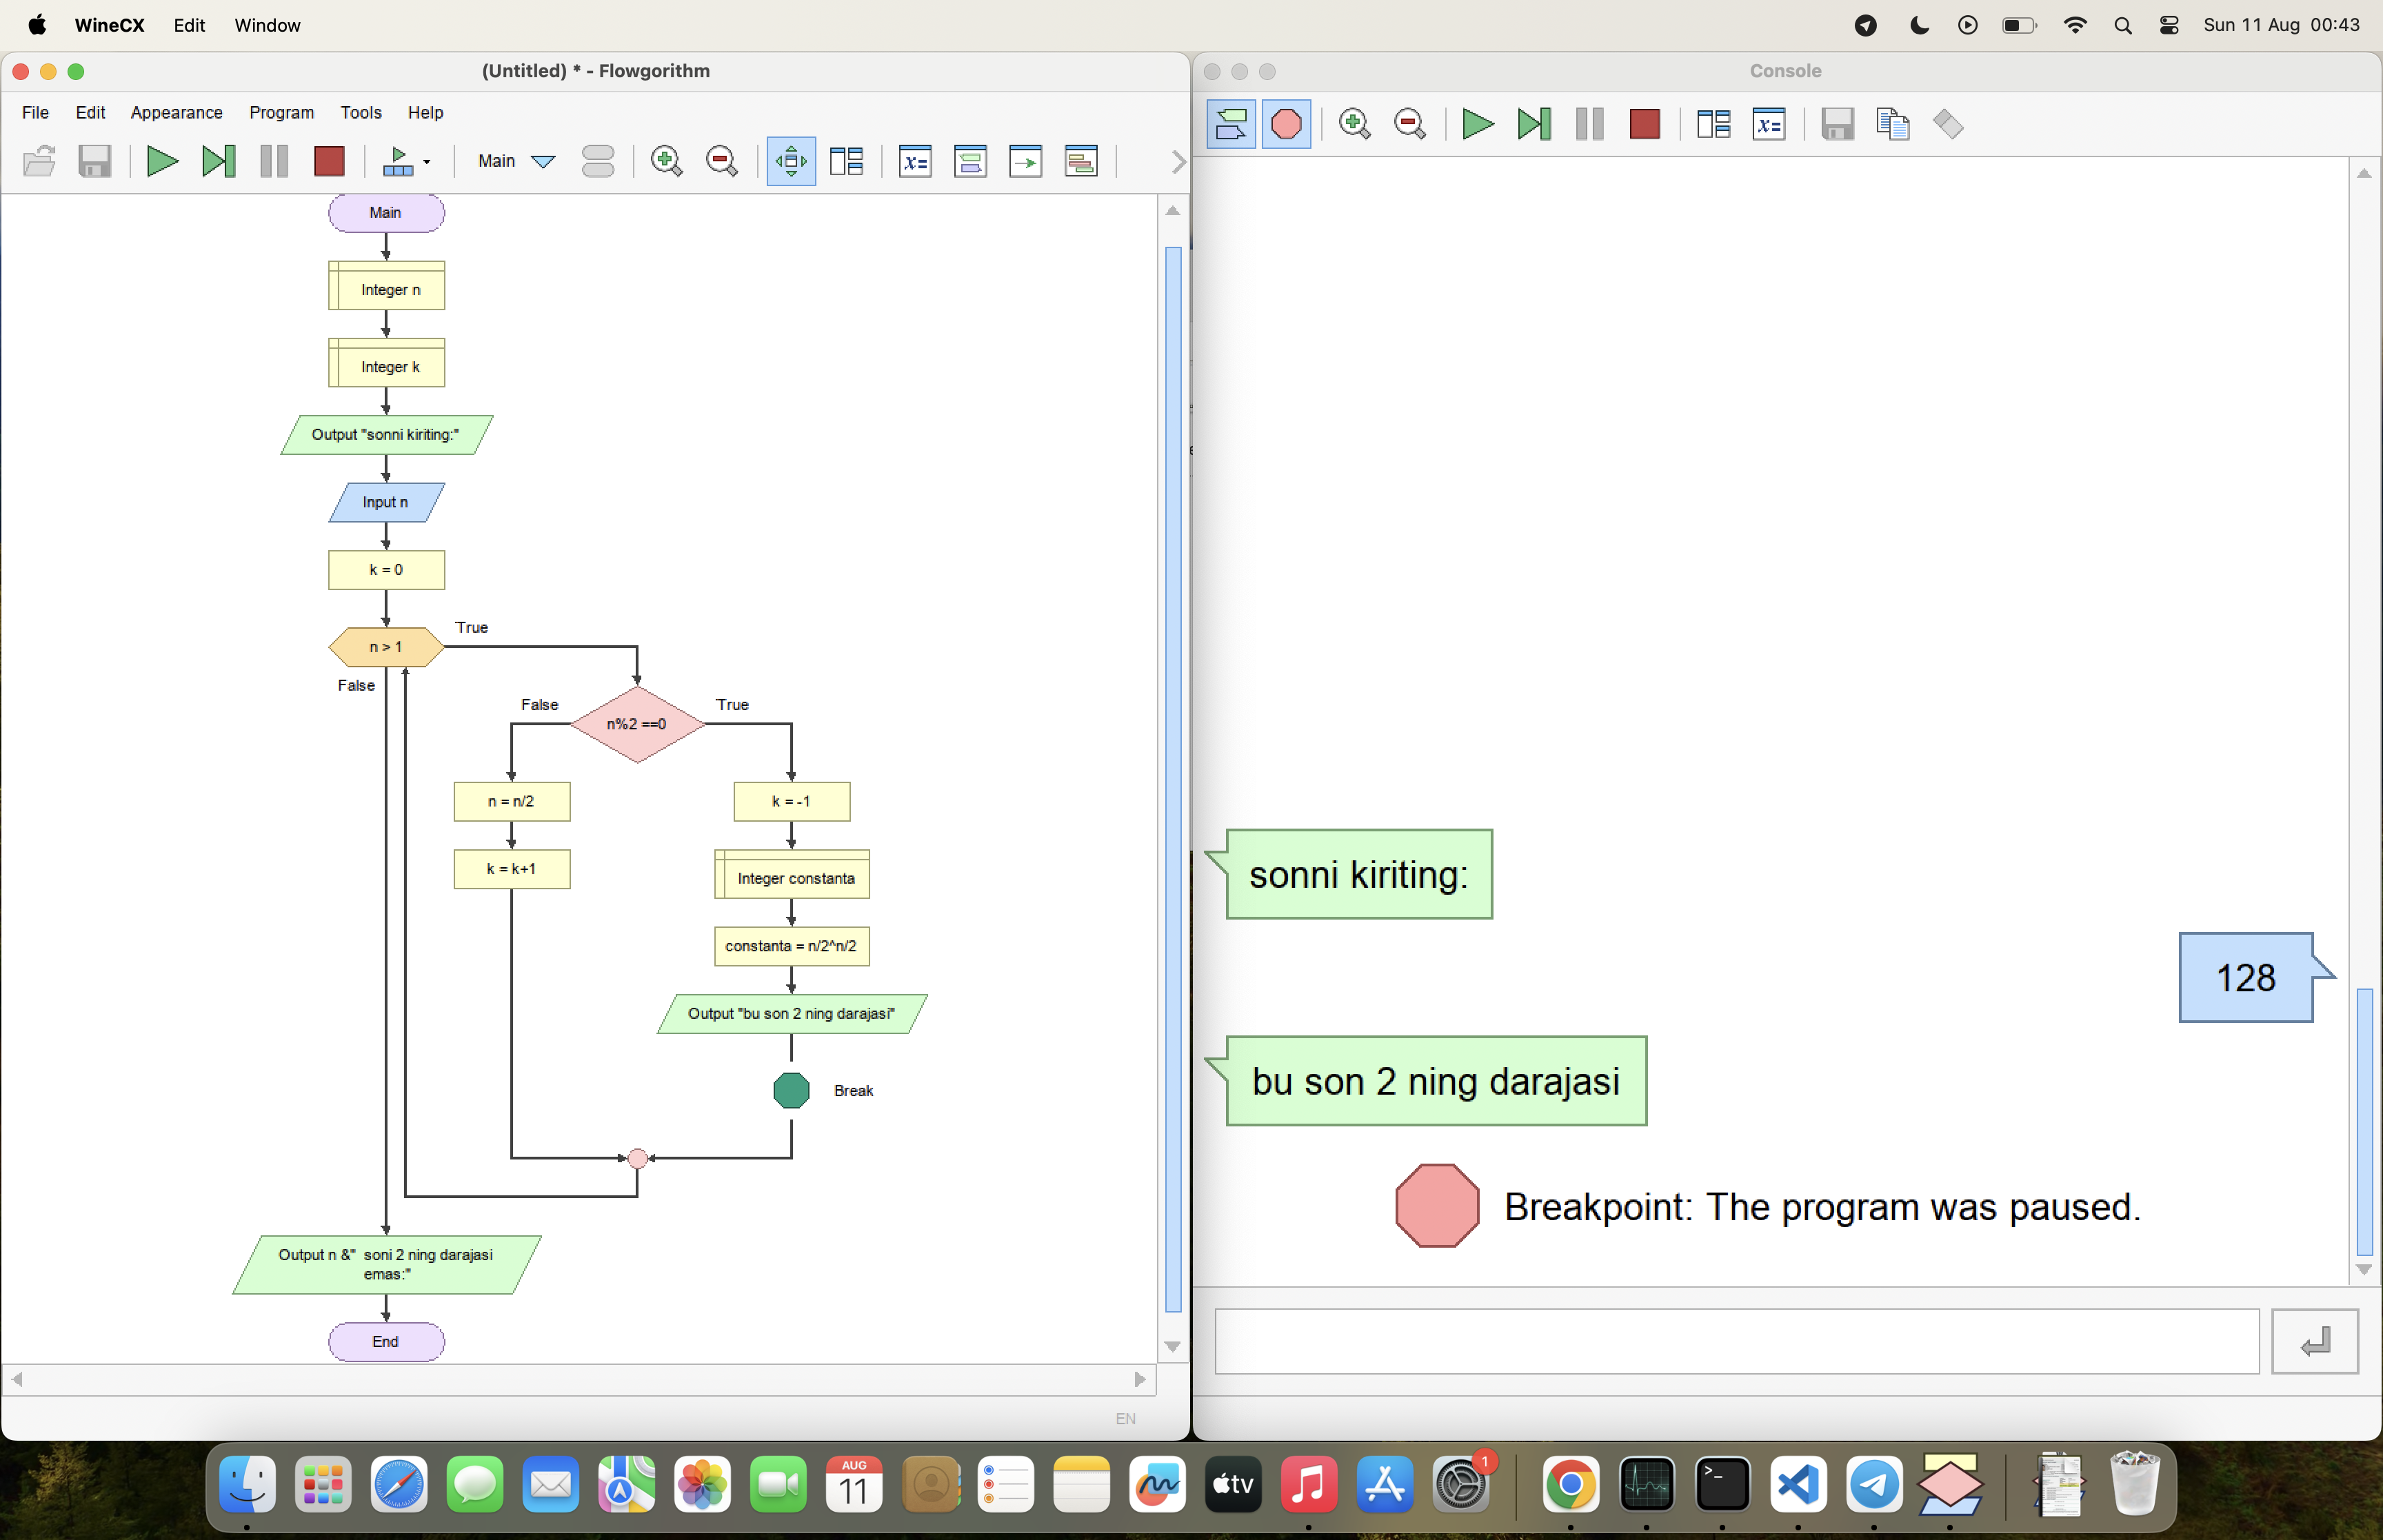 WineCX Edit Window
Sun 11 Aug 00:43
(Untitled) * - Flowgorithm
File Edit Appearance Program Tools Help
Main
x=
Main
Integer n
Integer k
Output "sonni kiriting:"
Input n
k = 0
n > 1
True
False
n%2 ==0
False
True
n = n/2
k = k+1
k = -1
Integer constanta
constanta = n/2^n/2
Output "bu son 2 ning darajasi"
Break
Output n &"  soni 2 ning darajasi
emas:"
End
EN
Console
x=
sonni kiriting:
128
bu son 2 ning darajasi
Breakpoint: The program was paused.
AUG
11
tv
1
>_